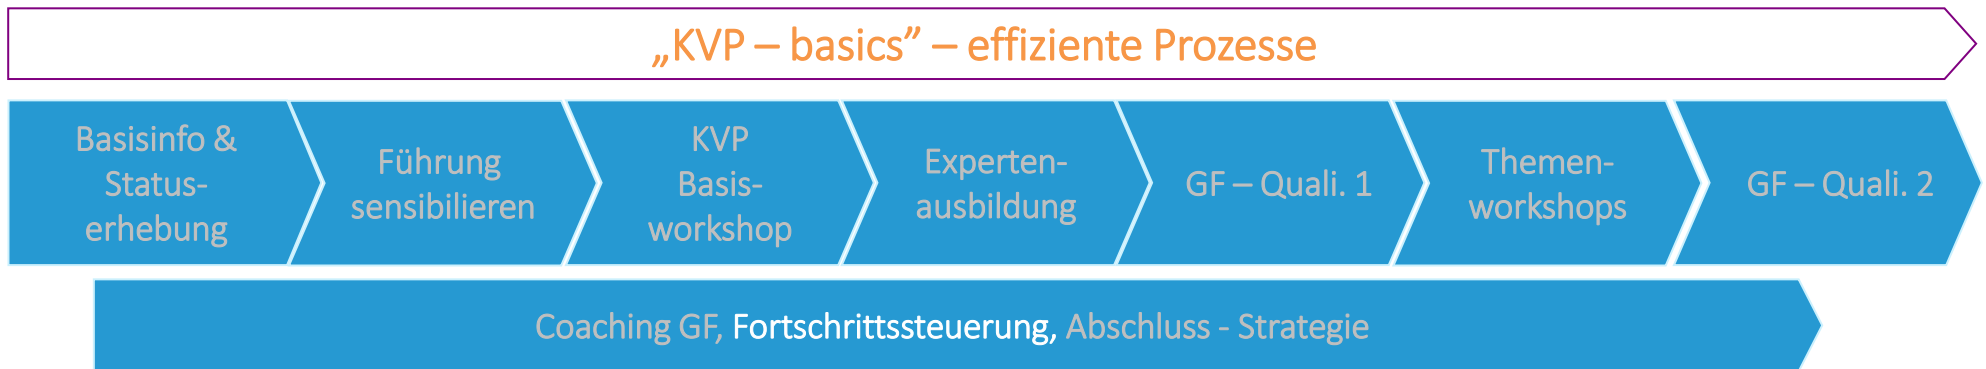 „KVP – basics” – effiziente Prozesse
Basisinfo &
Status-
erhebung
Führung
sensibilieren
KVP
Basis-
workshop
Experten-
ausbildung
GF – Quali. 1
Themen-
workshops
GF – Quali. 2
Coaching GF, Fortschrittssteuerung, Abschluss - Strategie